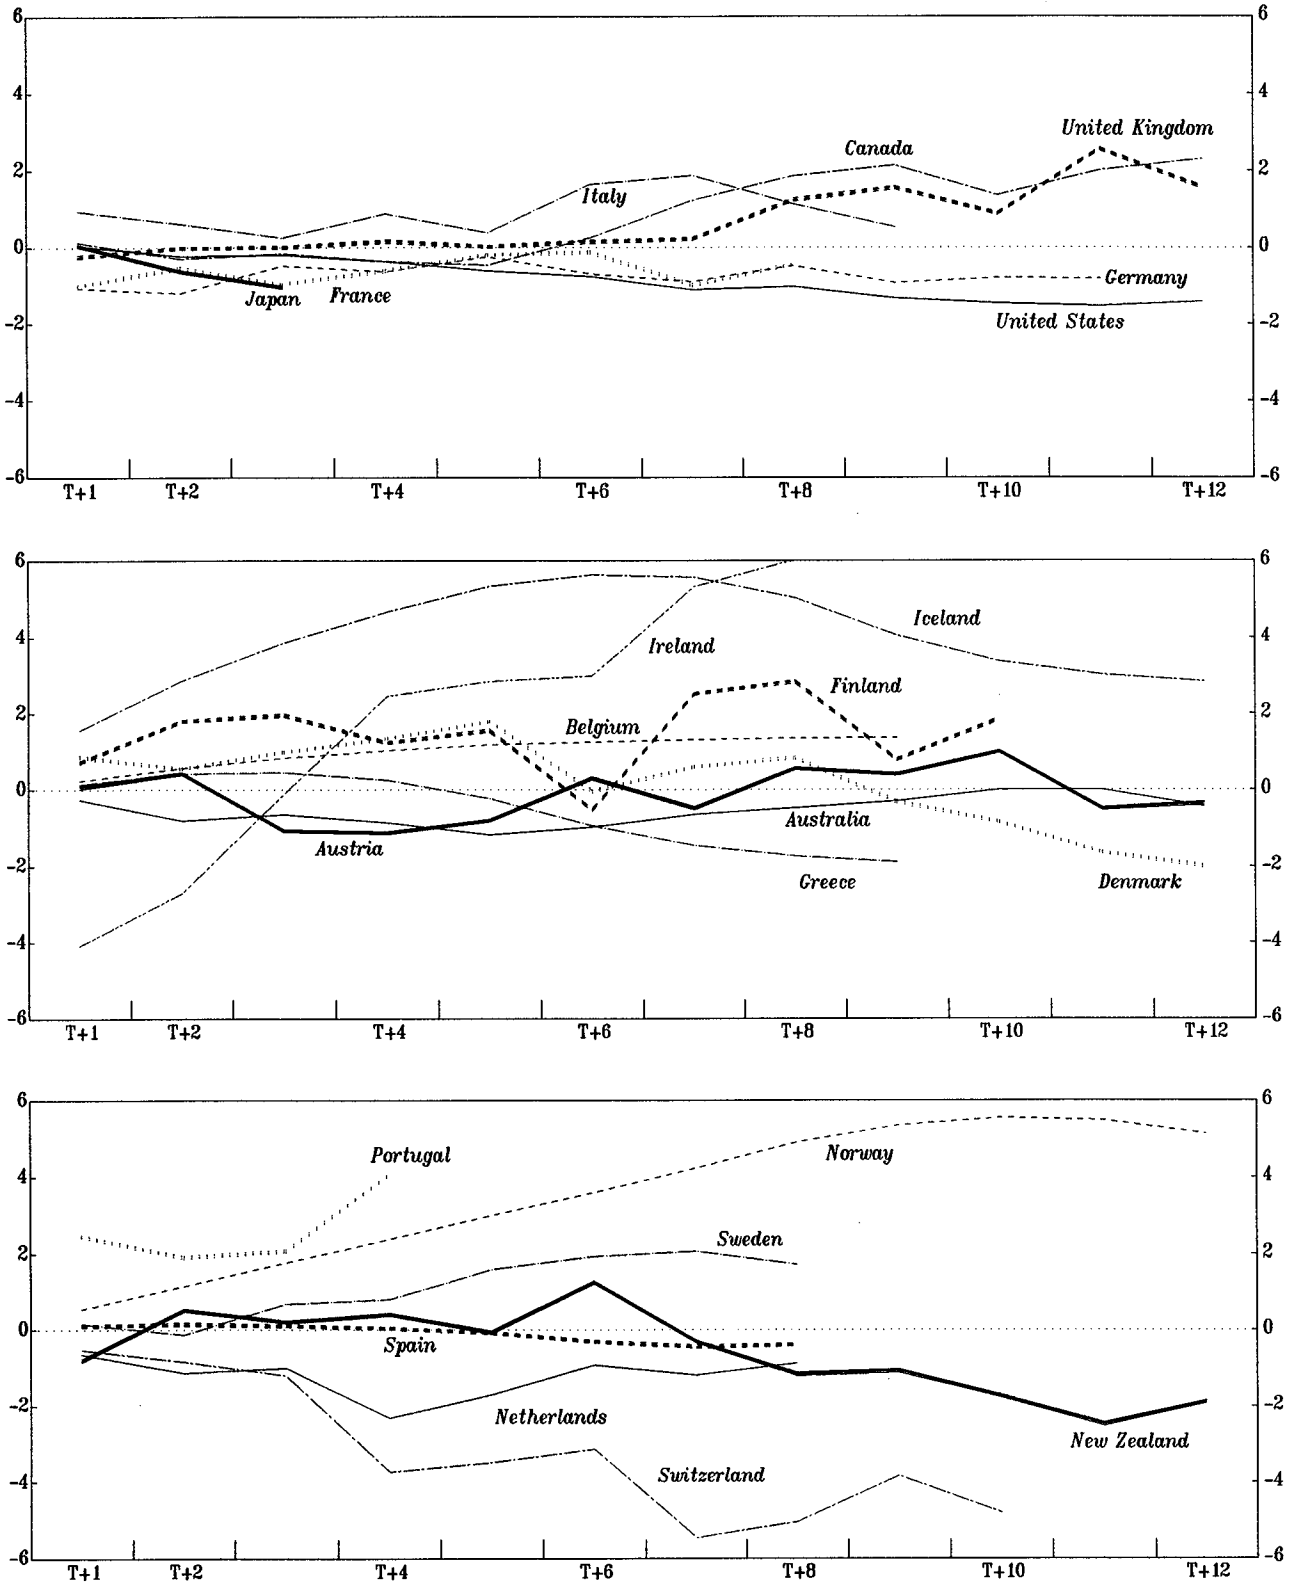 6 6
4 4
United Kingdom
Canada
2 2
Italy
0 0
Germany
Japan France
-2 United States -2
-4 -4
-6 -6
T+1 T+2 T+4 T+6 T+8 T+10 T+12
6 6
Iceland
4 4
Ireland
Finland
2 2
Belgium
0 0
Australia
Austria
-2 -2
Greece Denmark
-4 -4
-6 -6
T+1 T+2 T+4 T+6 T+8 T+10 T+12
6 6
Portugal Norway
4 4
Sweden
2 2
0 0
Spain
-2 -2
Netherlands
New Zealand
Switzerland
-4 -4
-6 -6
T+1 T+2 T+4 T+6 T+8 T+10 T+12